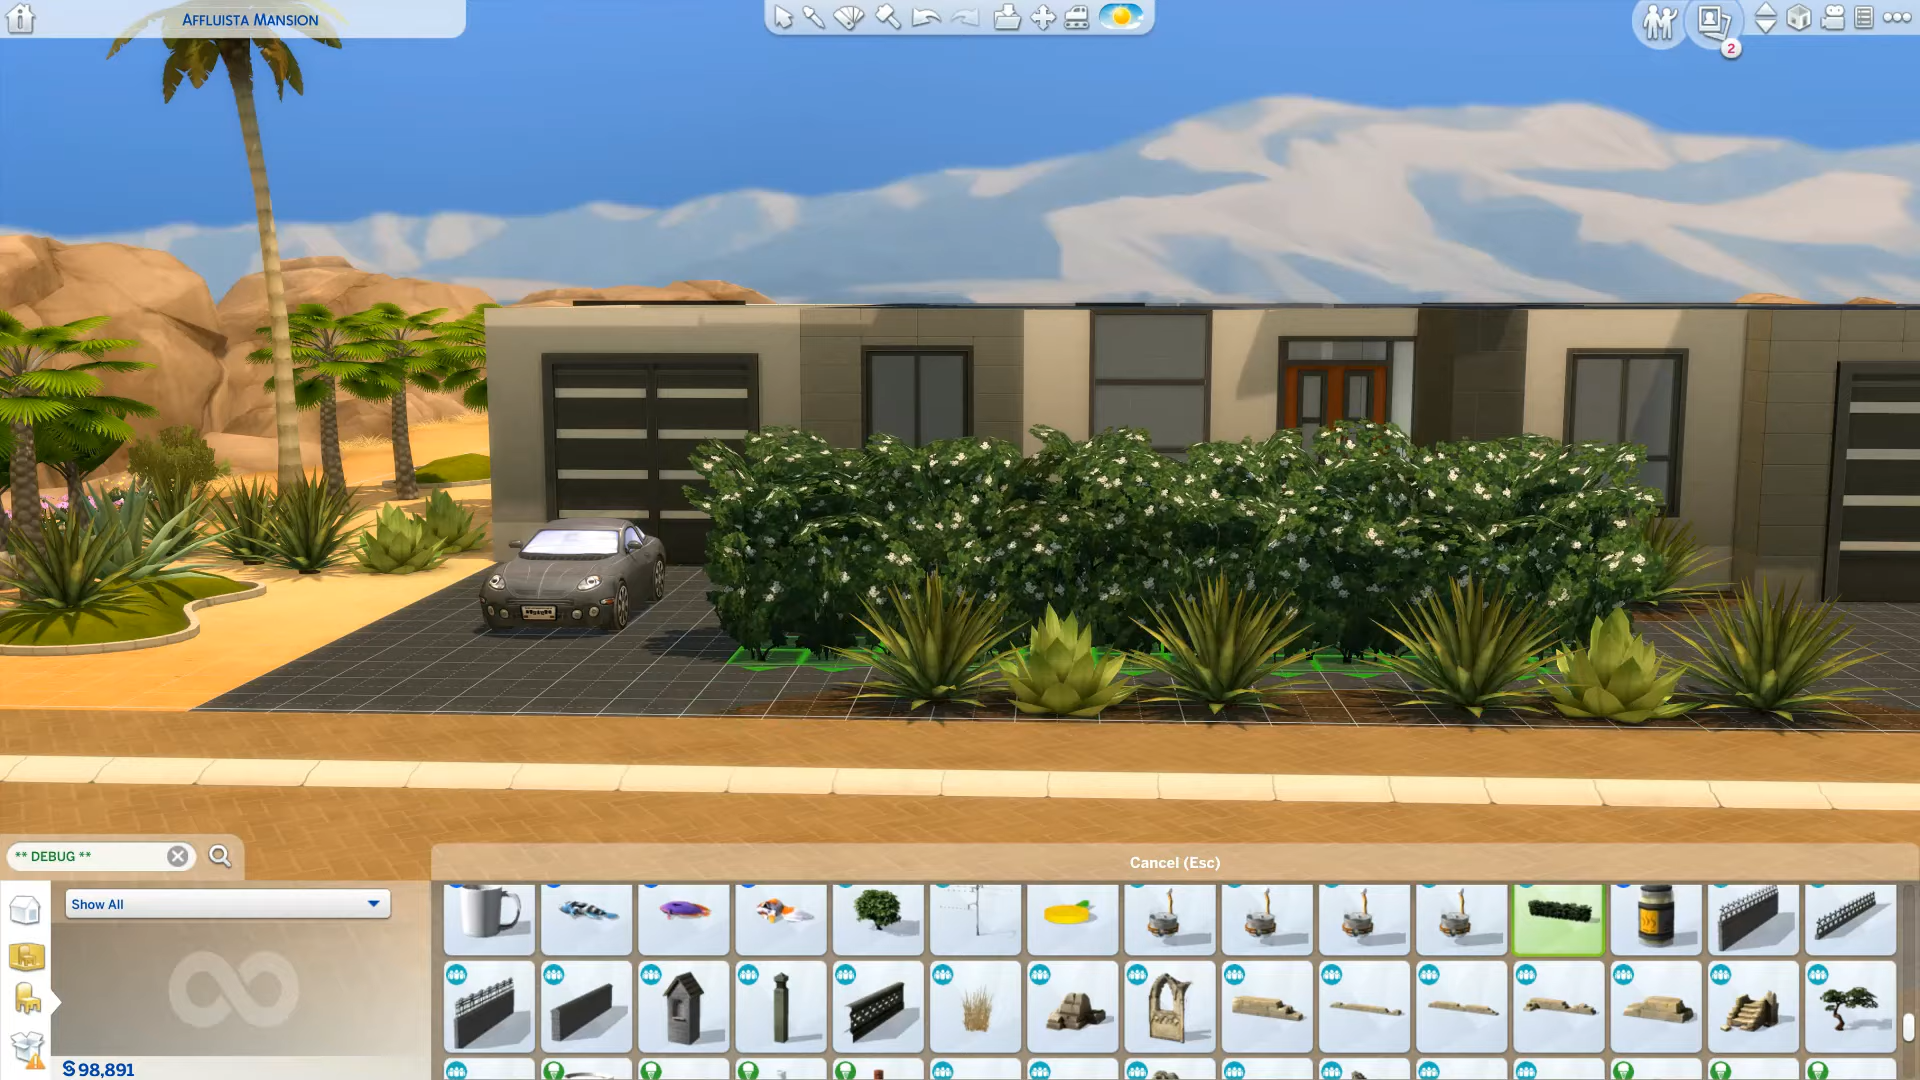 AFFLUISTA MANSION
2
** DEBUG **
Cancel (Esc)
Show All
§98,891